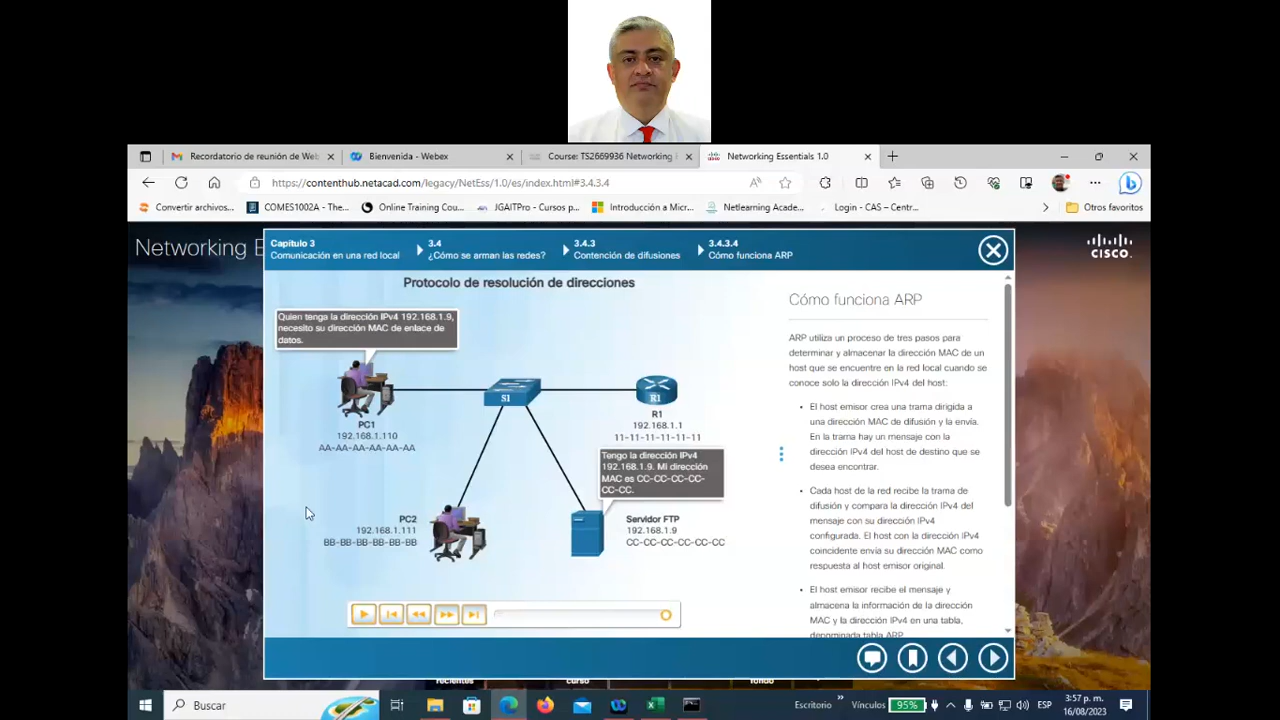 Recordatorio de reunión de Web
Bienvenida - Webex
Course: TS2669936 Networking
Networking Essentials 1.0
https://contenthub.netacad.com/legacy/NetEss/1.0/es/index.html#3.4.3.4
Convertir archivos...
COMES1002A - The...
Online Training Cou...
JGAITPro - Cursos p...
Introducción a Micr...
Netlearning Acade...
Login - CAS – Centr...
Otros favoritos
Networking E
CISCO
Capítulo 3
Comunicación en una red local
3.4
¿Cómo se arman las redes?
3.4.3
Contención de difusiones
3.4.3.4
Cómo funciona ARP
Protocolo de resolución de direcciones
Quien tenga la dirección IPv4 192.168.1.9,
necesito su dirección MAC de enlace de
datos.
S1
R1
PC1
192.168.1.110
AA-AA-AA-AA-AA-AA
R1
192.168.1.1
11-11-11-11-11-11
Tengo la dirección IPv4
192.168.1.9. Mi dirección
MAC es CC-CC-CC-CC-
CC-CC.
PC2
192.168.1.111
BB-BB-BB-BB-BB-BB
Servidor FTP
192.168.1.9
CC-CC-CC-CC-CC-CC
Cómo funciona ARP
ARP utiliza un proceso de tres pasos para
determinar y almacenar la dirección MAC de un
host que se encuentre en la red local cuando se
conoce solo la dirección IPv4 del host:
• El host emisor crea una trama dirigida a
una dirección MAC de difusión y la envía.
En la trama hay un mensaje con la
dirección IPv4 del host de destino que se
desea encontrar.
• Cada host de la red recibe la trama de
difusión y compara la dirección IPv4 del
mensaje con su dirección IPv4
configurada. El host con la dirección IPv4
coincidente envía su dirección MAC como
respuesta al host emisor original.
• El host emisor recibe el mensaje y
almacena la información de la dirección
MAC y la dirección IPv4 en una tabla,
denominada tabla ARP.
recientes
curso
fondo
Buscar
Escritorio
Vínculos
95%
ESP
3:57 p. m.
16/08/2023